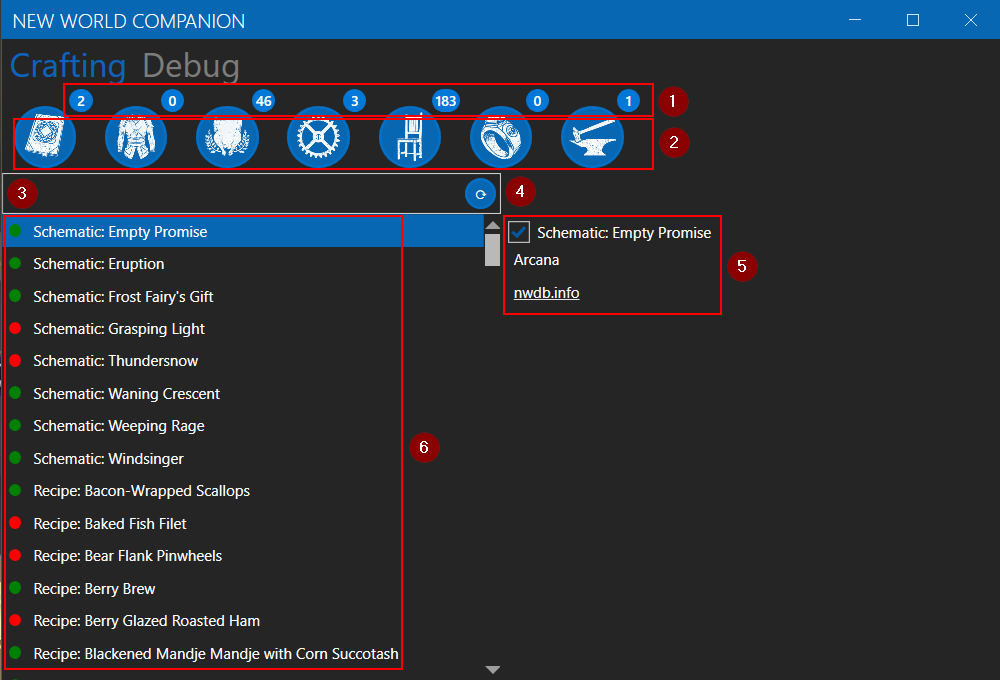 NEW WORLD COMPANION
Crafting Debug
2 0 46 3 183 0 1 1
2
3 4
Schematic: Empty Promise
Schematic: Eruption
Schematic: Frost Fairy's Gift
Schematic: Grasping Light
Schematic: Thundersnow
Schematic: Waning Crescent
Schematic: Weeping Rage
Schematic: Windsinger
Recipe: Bacon-Wrapped Scallops
Recipe: Baked Fish Filet
Recipe: Bear Flank Pinwheels
Recipe: Berry Brew
Recipe: Berry Glazed Roasted Ham
Recipe: Blackened Mandje Mandje with Corn Succotash
6
Schematic: Empty Promise
Arcana
nwdb.info
5